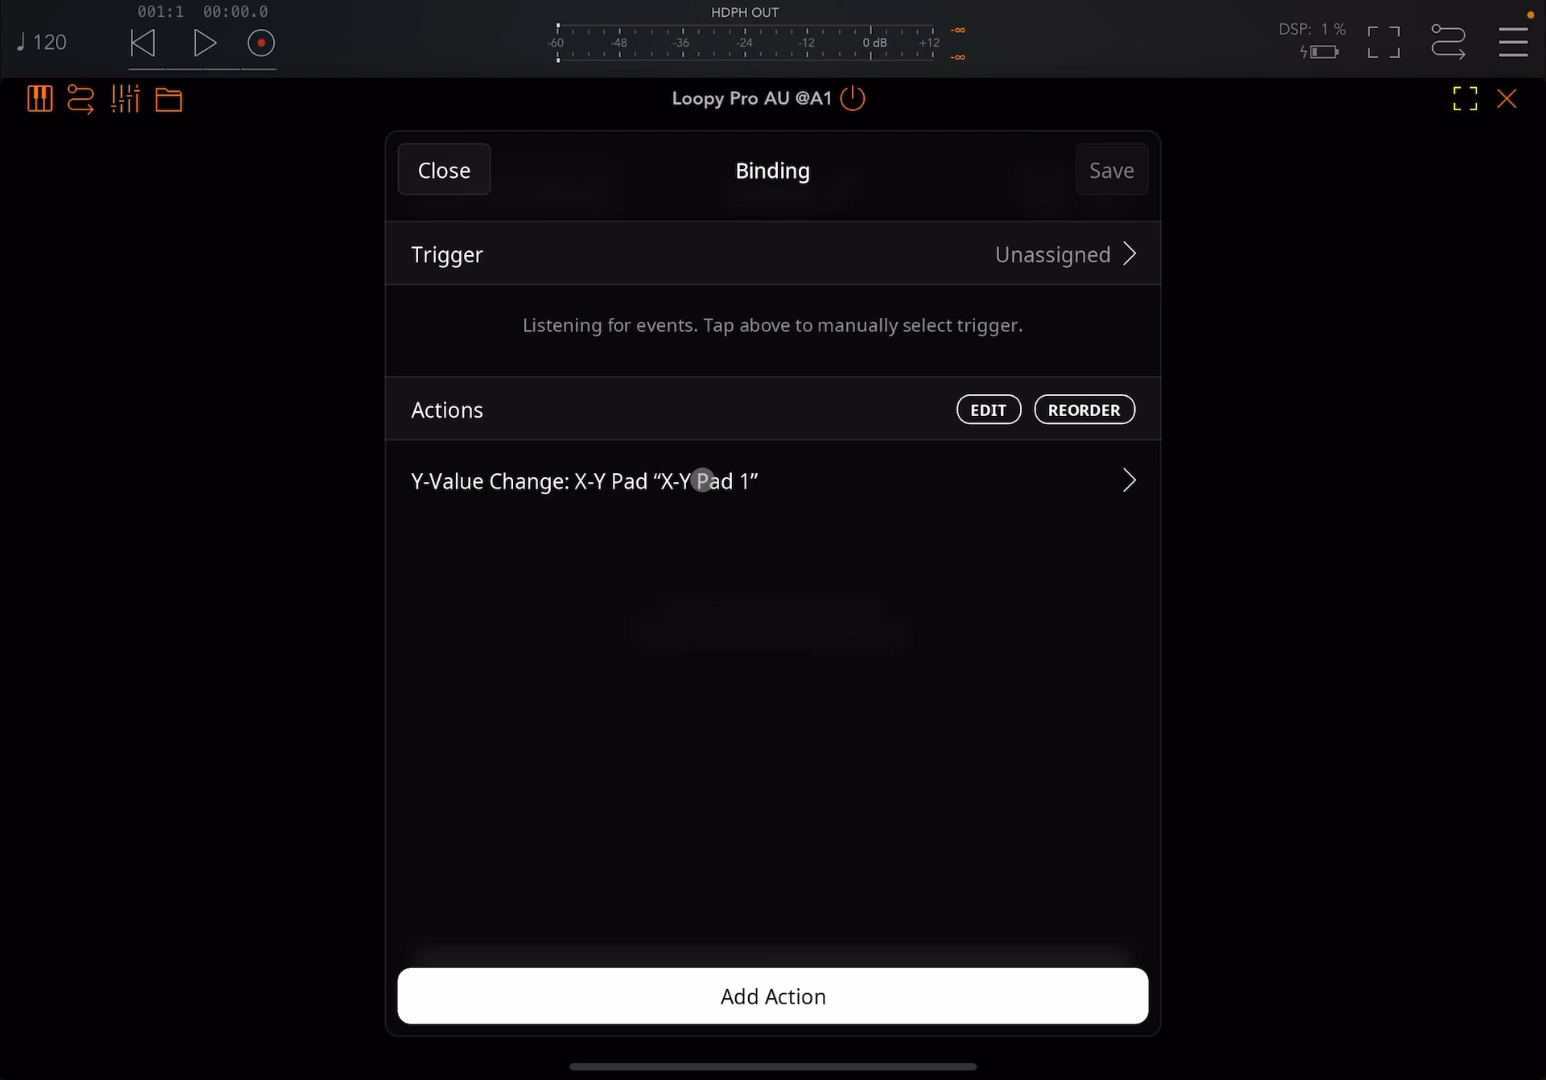 001:1 00:00.0
120
HDPH OUT
-60 -48 -36 -24 -12 0 dB +12
-∞
-∞
DSP: 1 %
Loopy Pro AU @A1
Close
Binding
Save
Trigger
Unassigned
Listening for events. Tap above to manually select trigger.
Actions
EDIT
REORDER
Y-Value Change: X-Y Pad “X-Y Pad 1”
Add Action